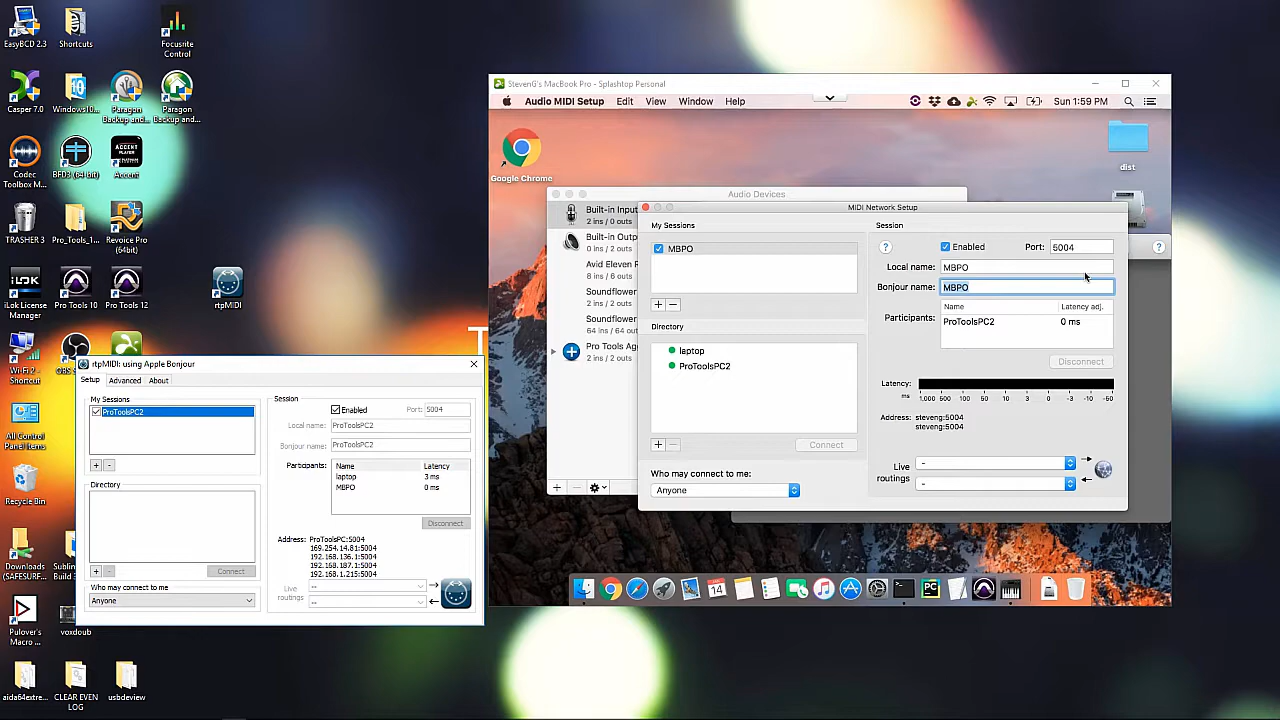 EasyBCD 2.3
Shortcuts
Focusrite
Control
Casper 7.0
Windows10...
Paragon
Backup and...
Paragon
Backup and...
Codec
Toolbox M...
BFD3 (64-bit)
Accent
TRASHER 3
Pro_Tools_1...
Revoice Pro
(64bit)
iLok License
Manager
Pro Tools 10
Pro Tools 12
rtpMIDI
Wi-Fi 2 -
Shortcut
All Control
Panel Items
Recycle Bin
Downloads
(SAFESURF...
Pulover's
Macro ...
voxdoub
aida64extre...
CLEAR EVEN
LOG
usbdeview
rtpMIDI: using Apple Bonjour
Setup
Advanced
About
My Sessions
ProToolsPC2
+ -
Directory
+ -
Connect
Who may connect to me
Anyone
Session
Enabled
Port: 5004
Local name: ProToolsPC2
Bonjour name: ProToolsPC2
Participants:
Name Latency
laptop 3 ms
MBPO 0 ms
Disconnect
Address: ProToolsPC:5004
169.254.14.81:5004
192.168.136.1:5004
192.168.187.1:5004
192.168.1.215:5004
Live
routings
--
--
StevenG's MacBook Pro - Splashtop Personal
Audio MIDI Setup Edit View Window Help
Sun 1:59 PM
Google Chrome
dist
Audio Devices
Built-in Input
2 ins / 0 outs
Built-in Outp
0 ins / 2 outs
Avid Eleven R
8 ins / 6 outs
Soundflower
2 ins / 2 outs
Soundflower
64 ins / 64 outs
Pro Tools Ag
2 ins / 2 outs
MIDI Network Setup
My Sessions
MBPO
+ -
Directory
laptop
ProToolsPC2
+ -
Connect
Who may connect to me:
Anyone
Session
?
Enabled
Port: 5004
?
Local name: MBPO
Bonjour name: MBPO
Participants:
Name Latency adj.
ProToolsPC2 0 ms
Disconnect
Latency:
ms
1,000 500 100 50 10 5 3 0 -10 -50
Address: steveng:5004
steveng:5004
Live
routings
-
-
14
PC